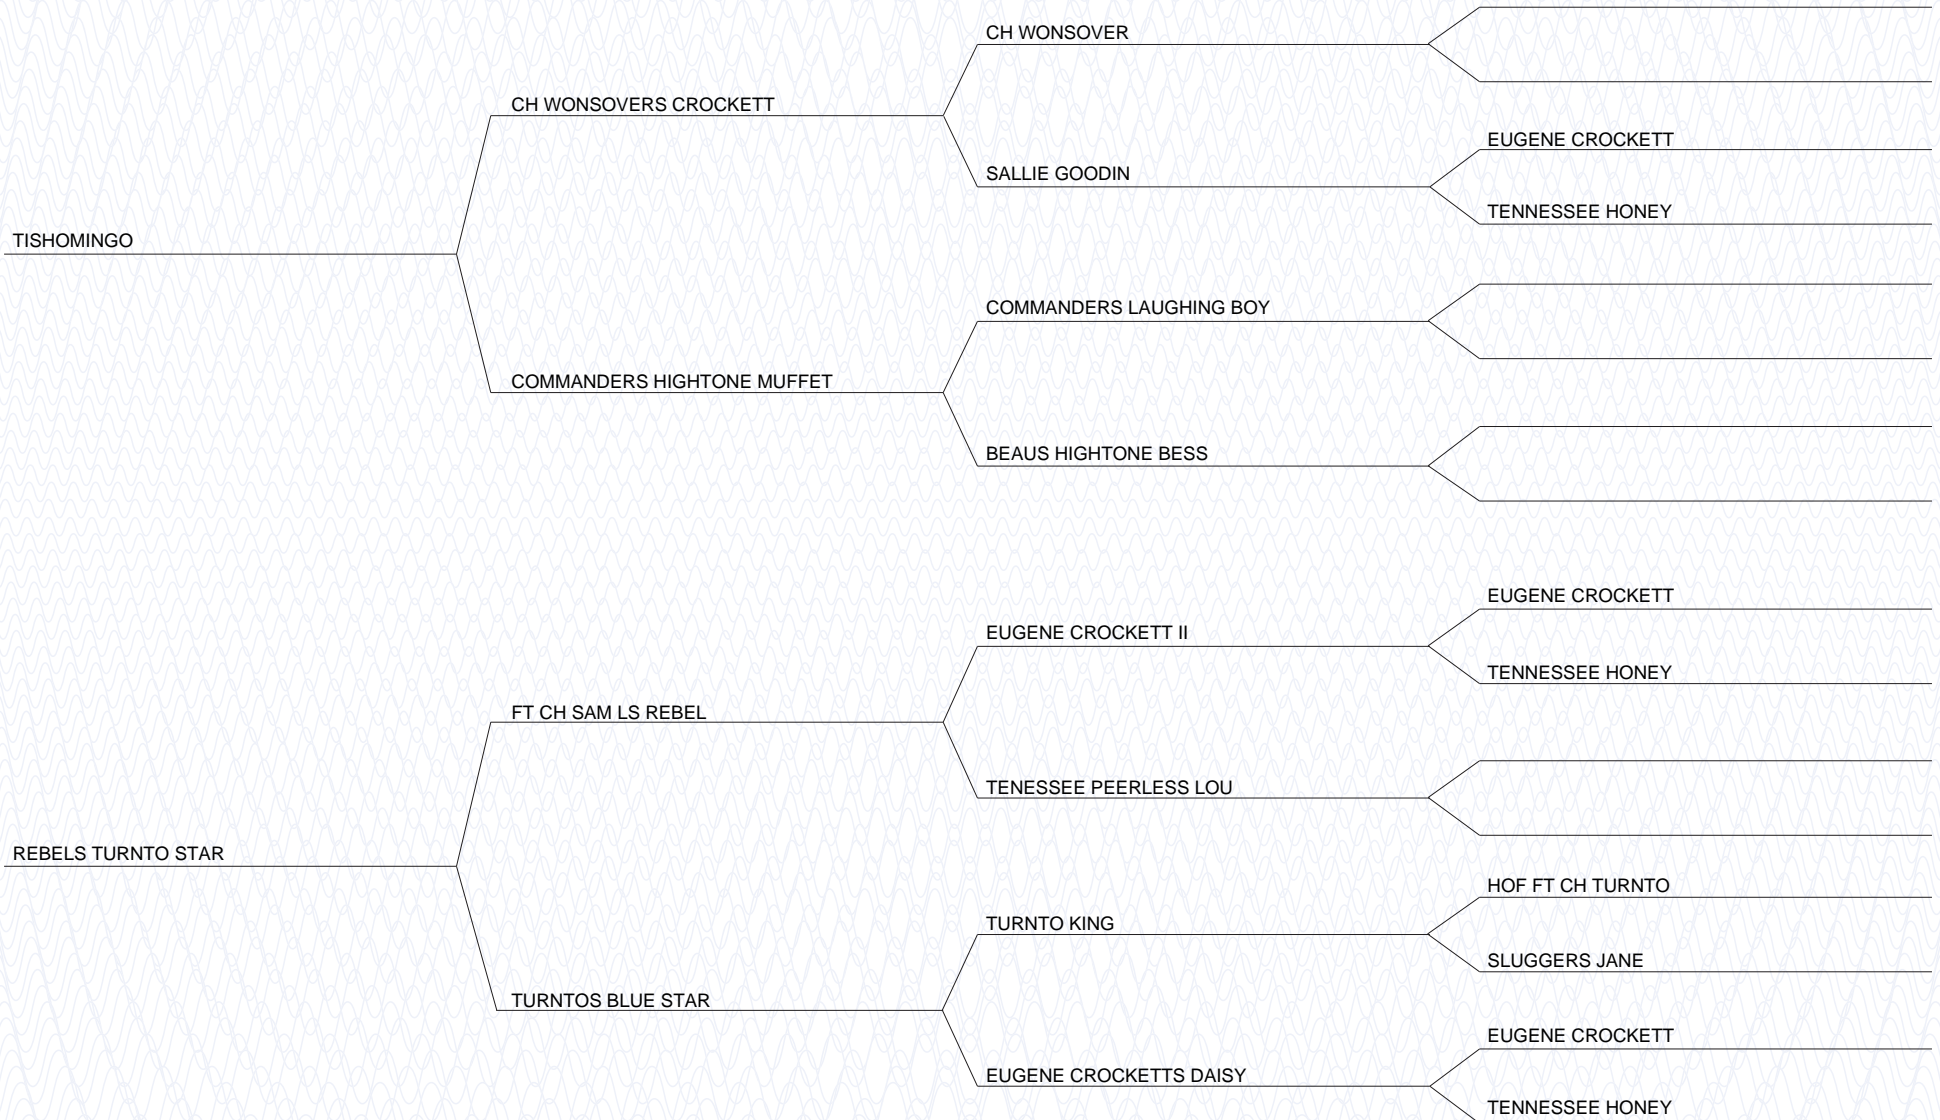 CH WONSOVER
CH WONSOVERS CROCKETT
EUGENE CROCKETT
SALLIE GOODIN
TENNESSEE HONEY
TISHOMINGO
COMMANDERS LAUGHING BOY
COMMANDERS HIGHTONE MUFFET
BEAUS HIGHTONE BESS
EUGENE CROCKETT
EUGENE CROCKETT II
TENNESSEE HONEY
FT CH SAM LS REBEL
TENESSEE PEERLESS LOU
REBELS TURNTO STAR
HOF FT CH TURNTO
TURNTO KING
SLUGGERS JANE
TURNTOS BLUE STAR
EUGENE CROCKETT
EUGENE CROCKETTS DAISY
TENNESSEE HONEY